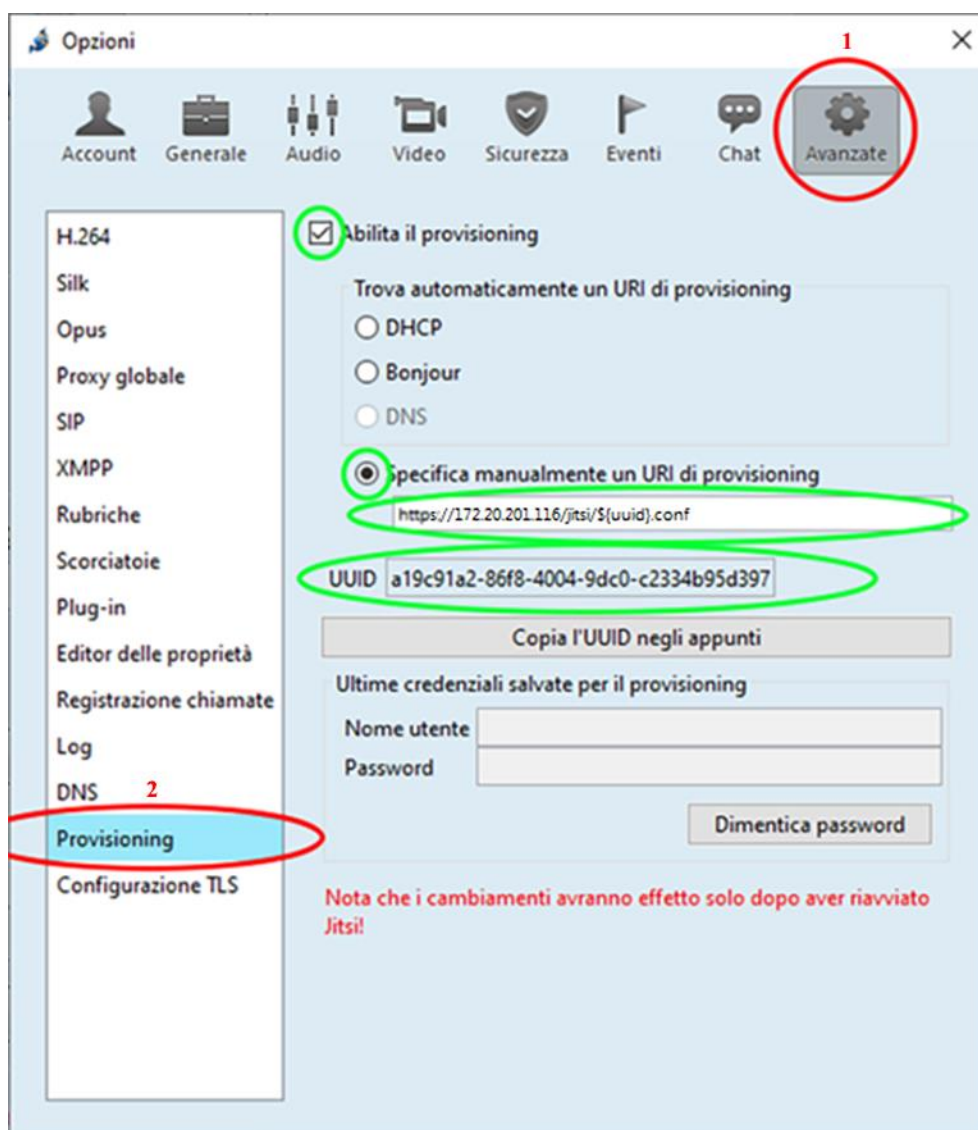 Opzioni
1
Account Generale Audio Video Sicurezza Eventi Chat Avanzate
H.264
Silk
Opus
Proxy globale
SIP
XMPP
Rubriche
Scorciatoie
Plug-in
Editor delle proprietà
Registrazione chiamate
Log
DNS
2
Provisioning
Configurazione TLS
Abilita il provisioning
Trova automaticamente un URI di provisioning
DHCP
Bonjour
DNS
Specifica manualmente un URI di provisioning
https://172.20.201.116/jitsi/${uuid}.conf
UUID a19c91a2-86f8-4004-9dc0-c2334b95d397
Copia l'UUID negli appunti
Ultime credenziali salvate per il provisioning
Nome utente
Password
Dimentica password
Nota che i cambiamenti avranno effetto solo dopo aver riavviato
Jitsi!